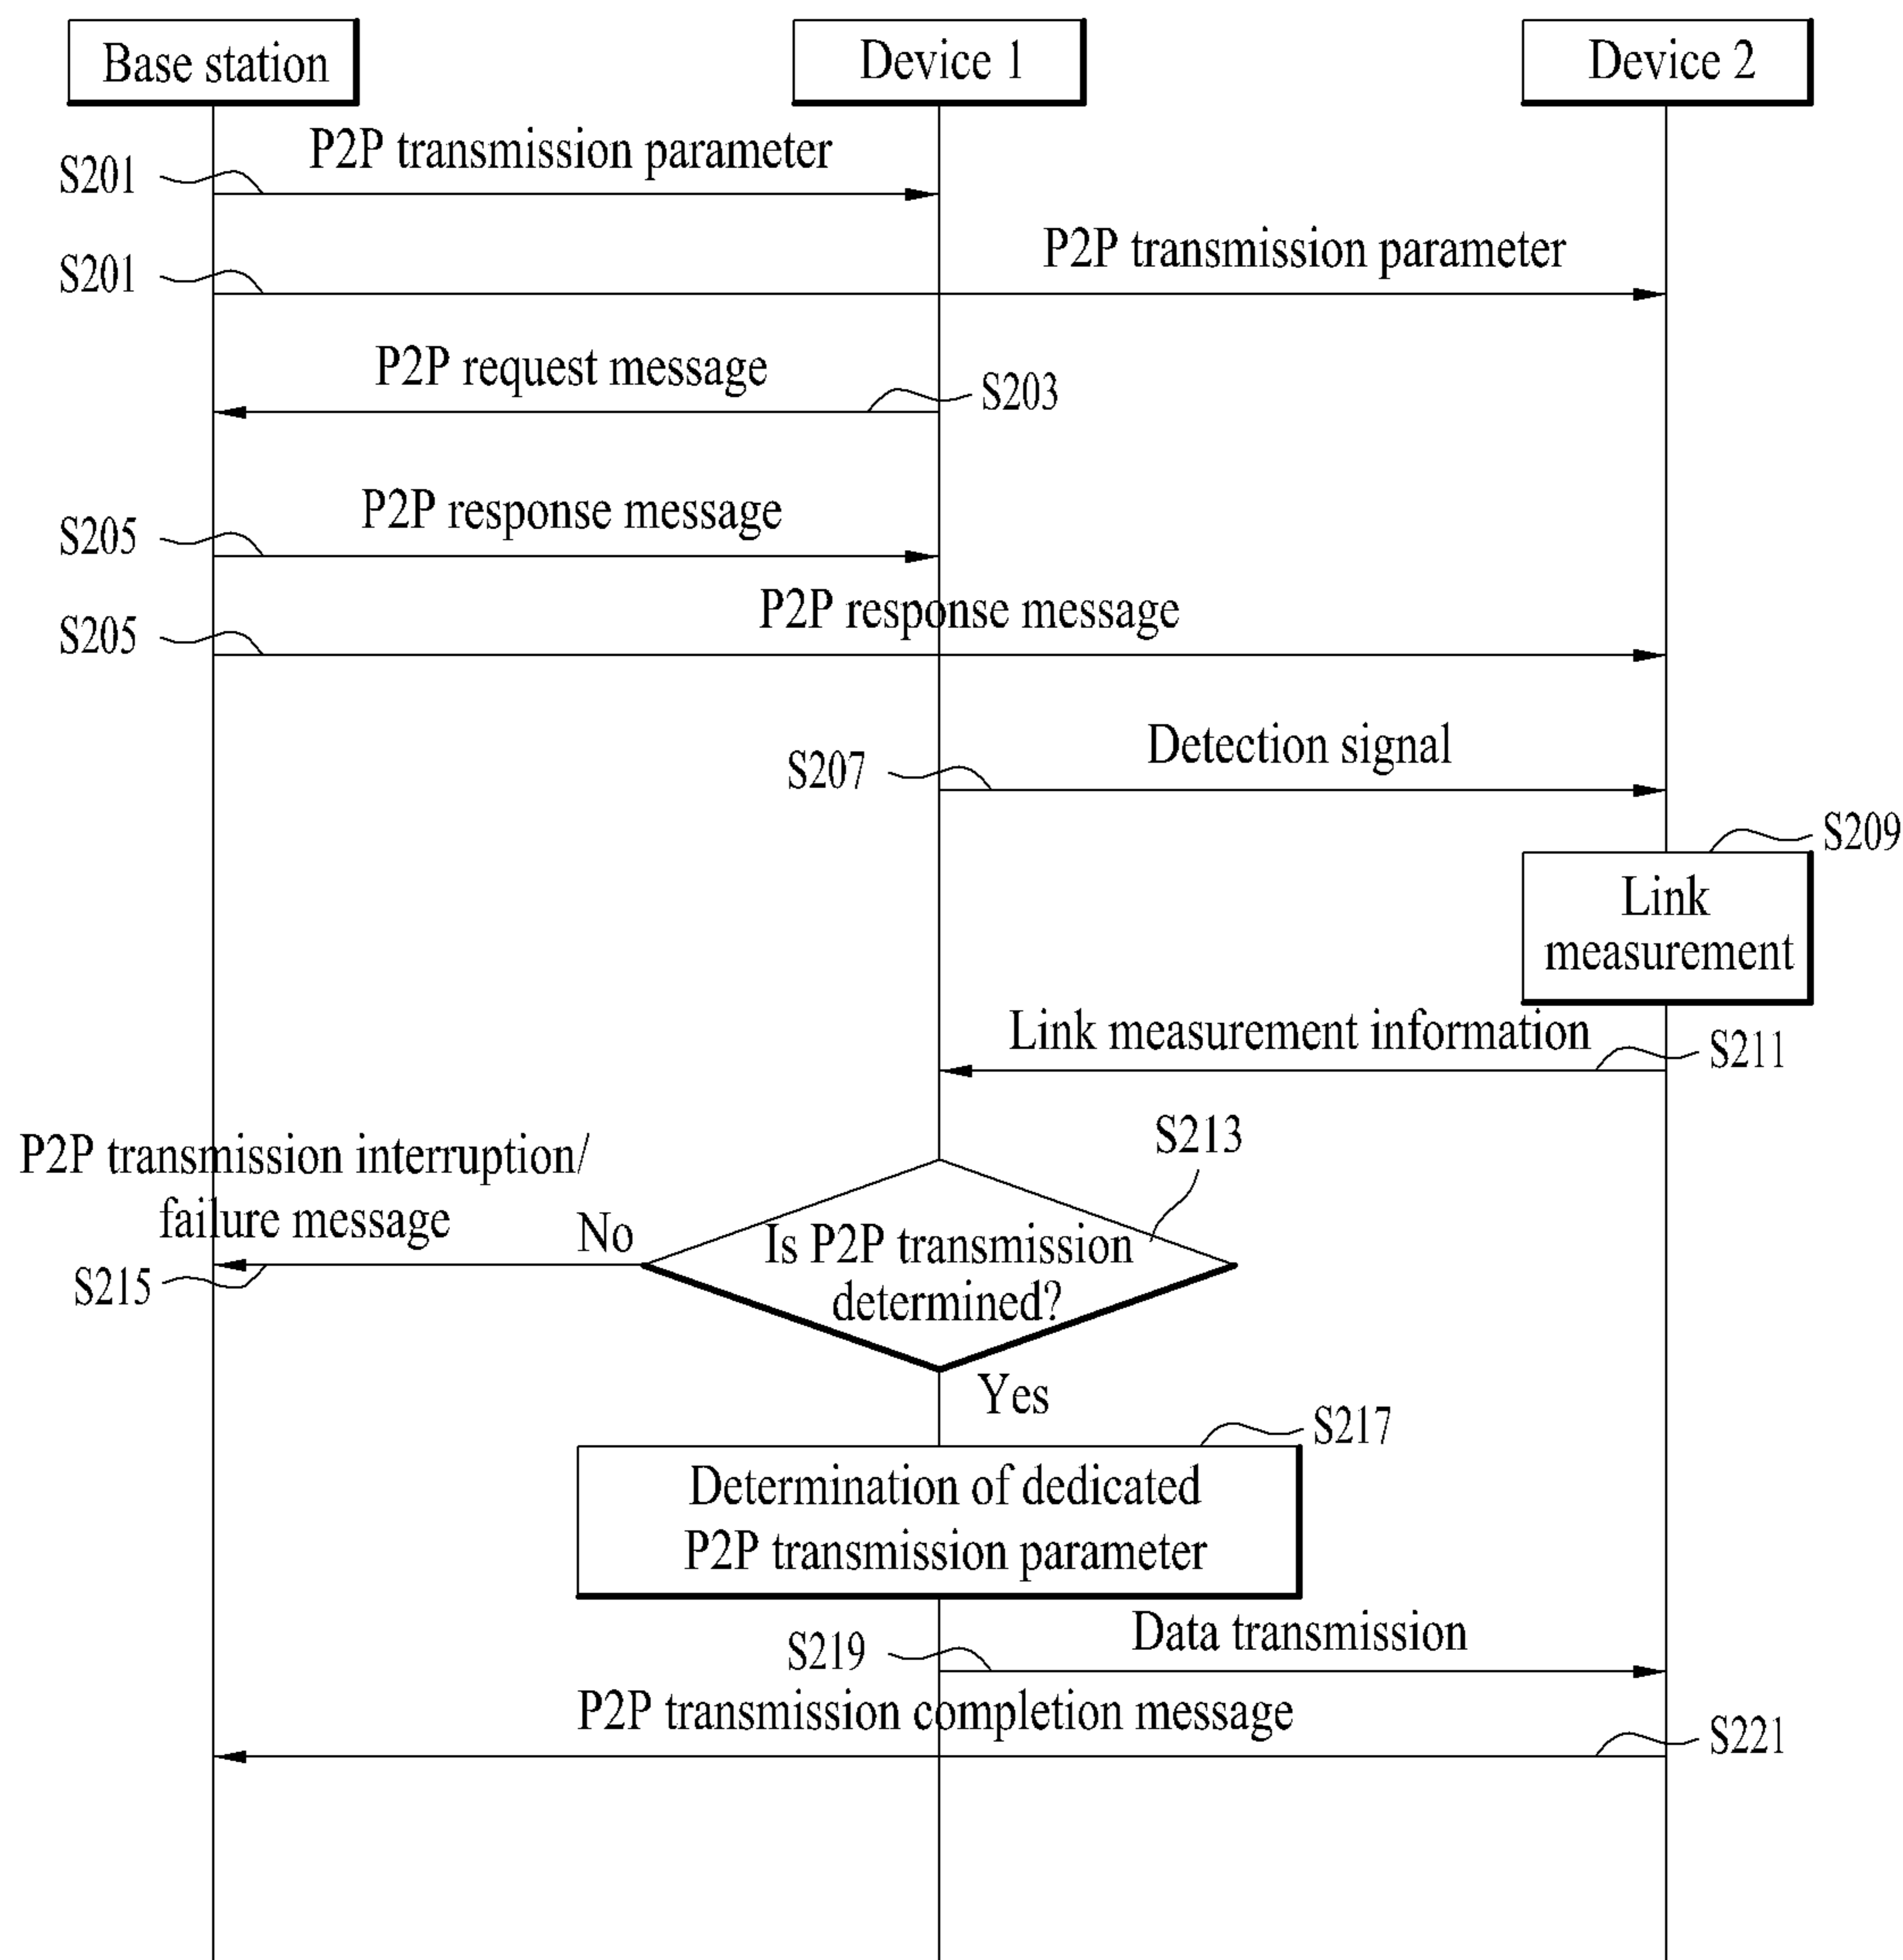 Base station
Device 1
Device 2
P2P transmission parameter
S201
P2P transmission parameter
S201
P2P request message
S203
P2P response message
S205
P2P response message
S205
Detection signal
S207
S209
Link
measurement
Link measurement information
S211
S213
P2P transmission interruption/
failure message
No
Is P2P transmission
determined?
S215
Yes
S217
Determination of dedicated
P2P transmission parameter
Data transmission
S219
P2P transmission completion message
S221